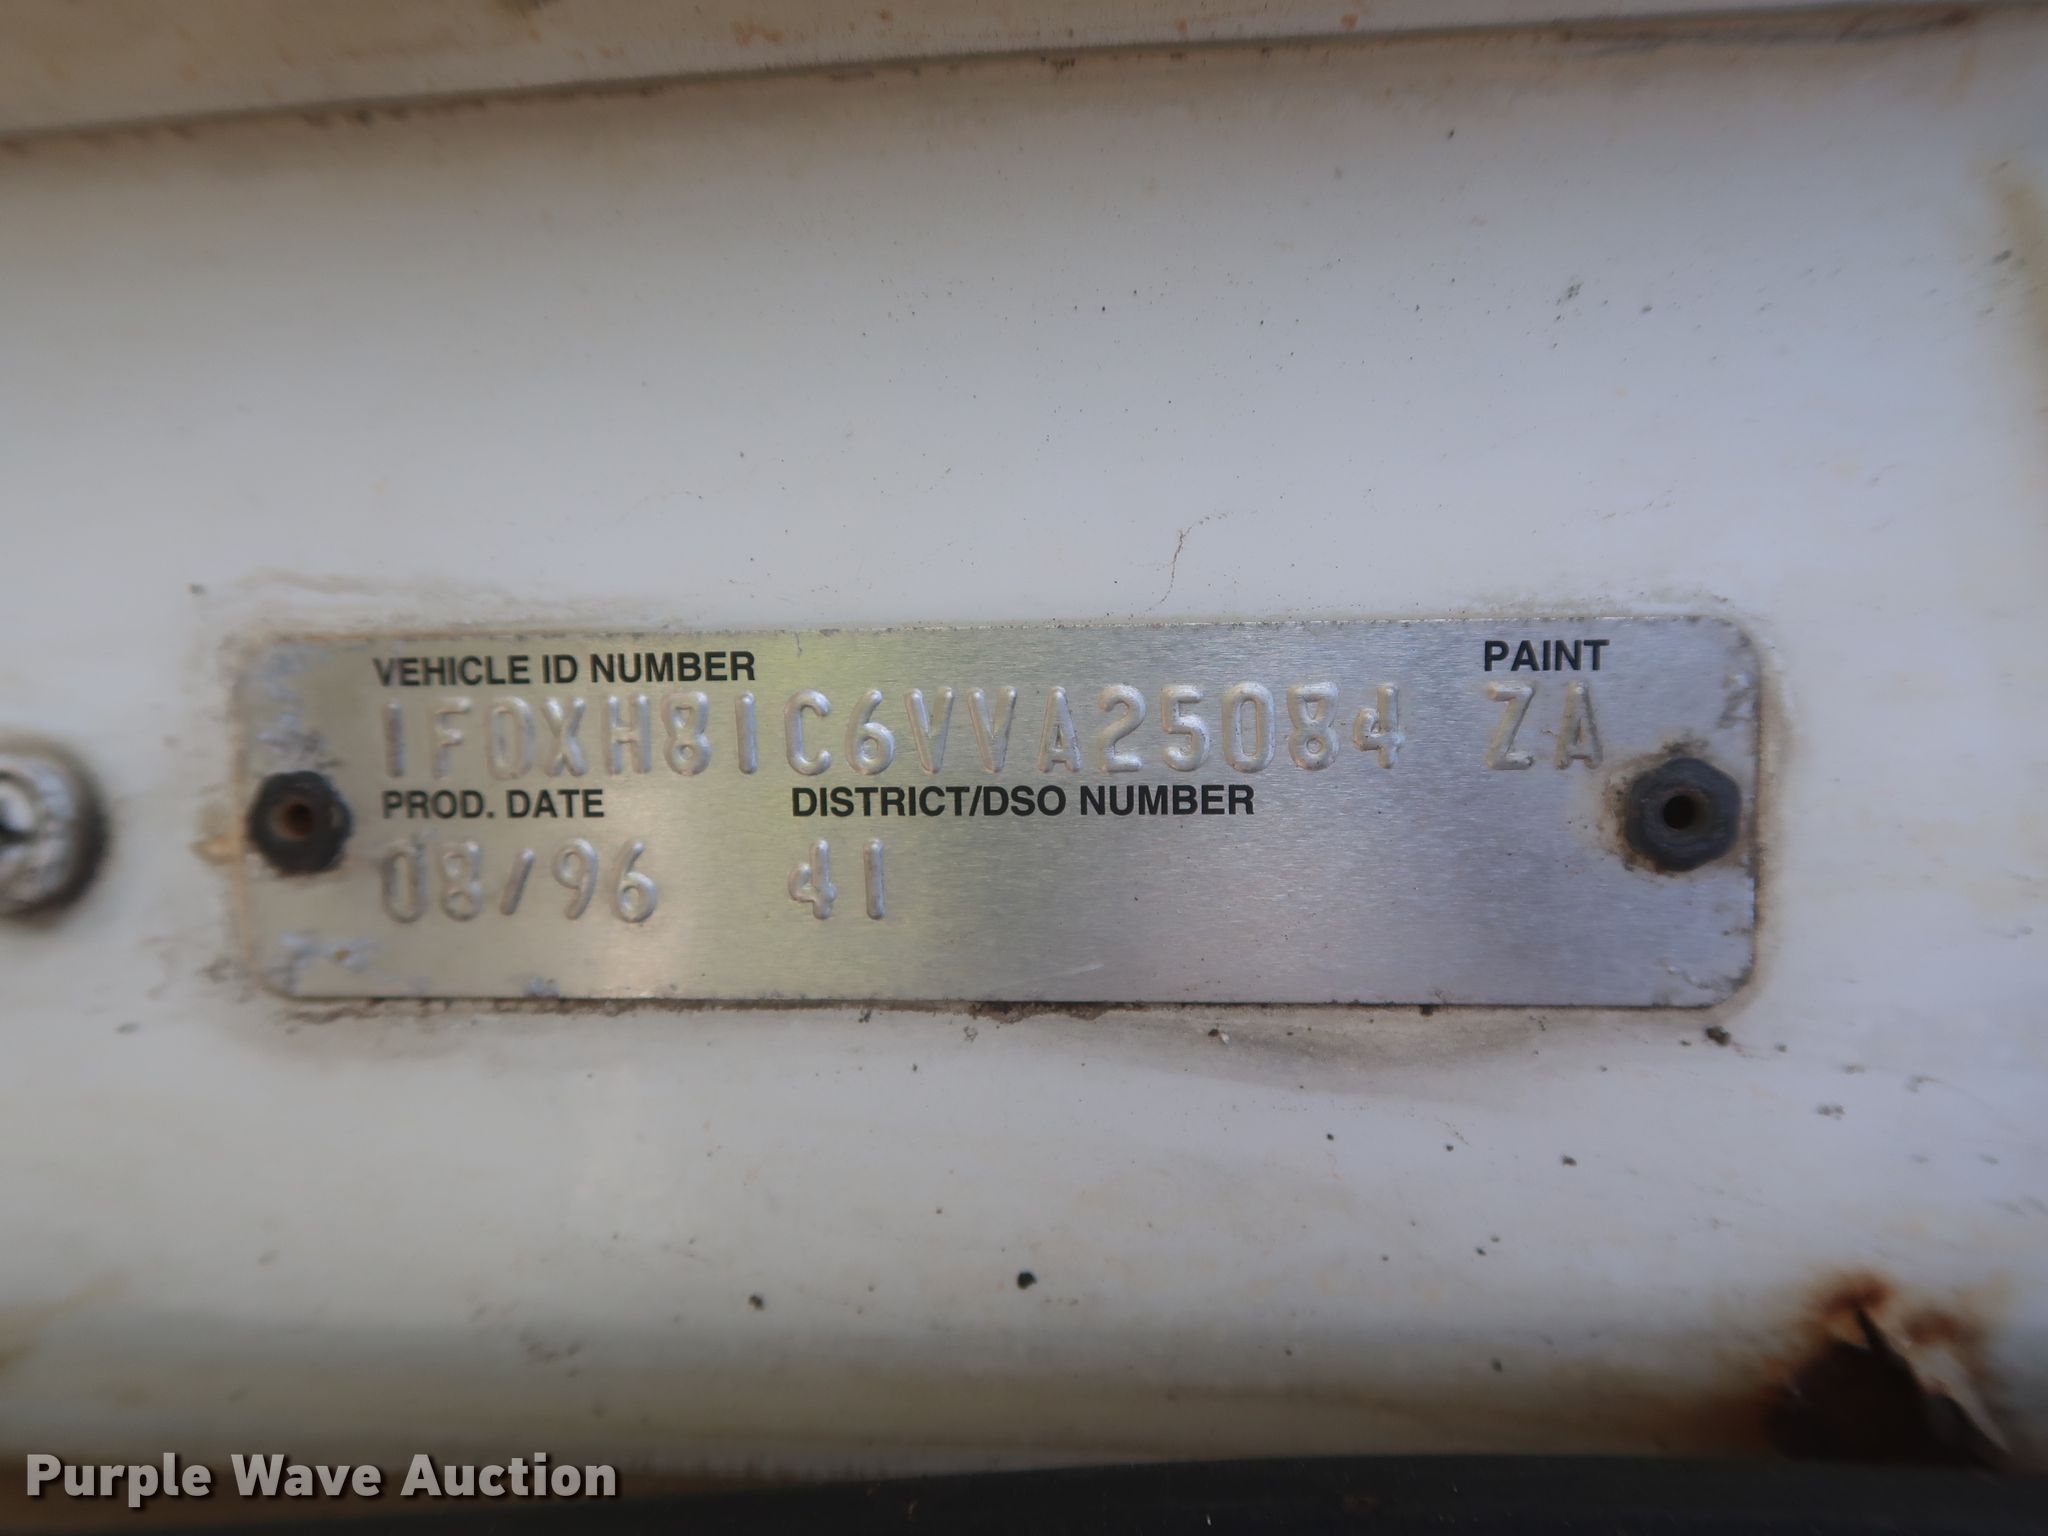 VEHICLE ID NUMBER PAINT
1FDXH81C6VVA25084 ZA
PROD. DATE DISTRICT/DSO NUMBER
08/96 41
Purple Wave Auction